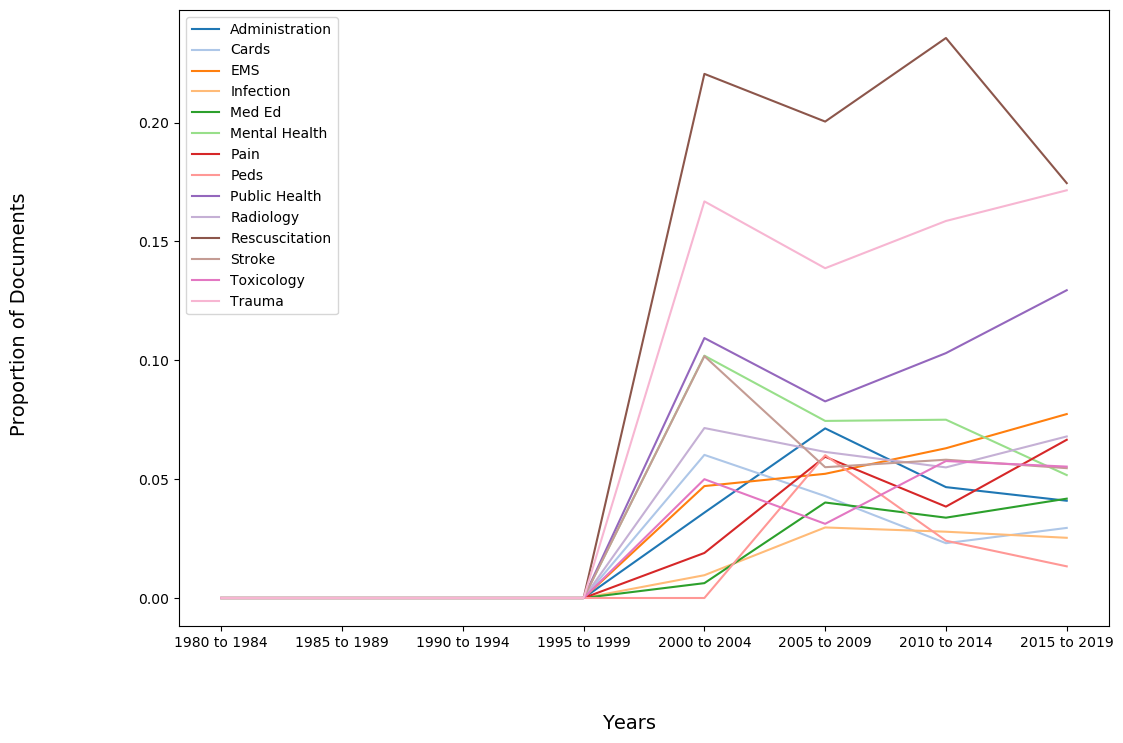 Administration
Cards
EMS
Infection
Med Ed
Mental Health
Pain
Peds
Public Health
Radiology
Rescuscitation
Stroke
Toxicology
Trauma
Proportion of Documents
0.20
0.15
0.10
0.05
0.00
1980 to 1984 1985 to 1989 1990 to 1994 1995 to 1999 2000 to 2004 2005 to 2009 2010 to 2014 2015 to 2019
Years